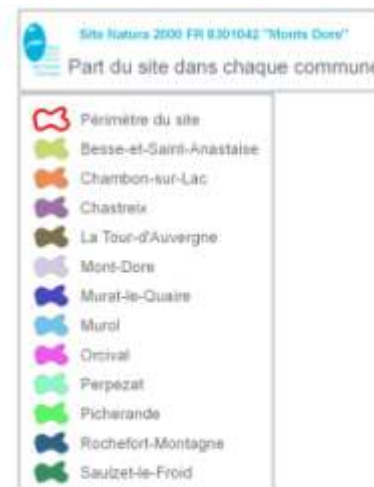 Site Natura 2000 FR 8301042 "Monts Dore"
Part du site dans chaque commune
Périmètre du site
Besse-et-Saint-Anastaise
Chambon-sur-Lac
Chastreix
La Tour-d'Auvergne
Mont-Dore
Murat-le-Quaire
Murol
Orcival
Perpezat
Picherande
Rochefort-Montagne
Saulzet-le-Froid